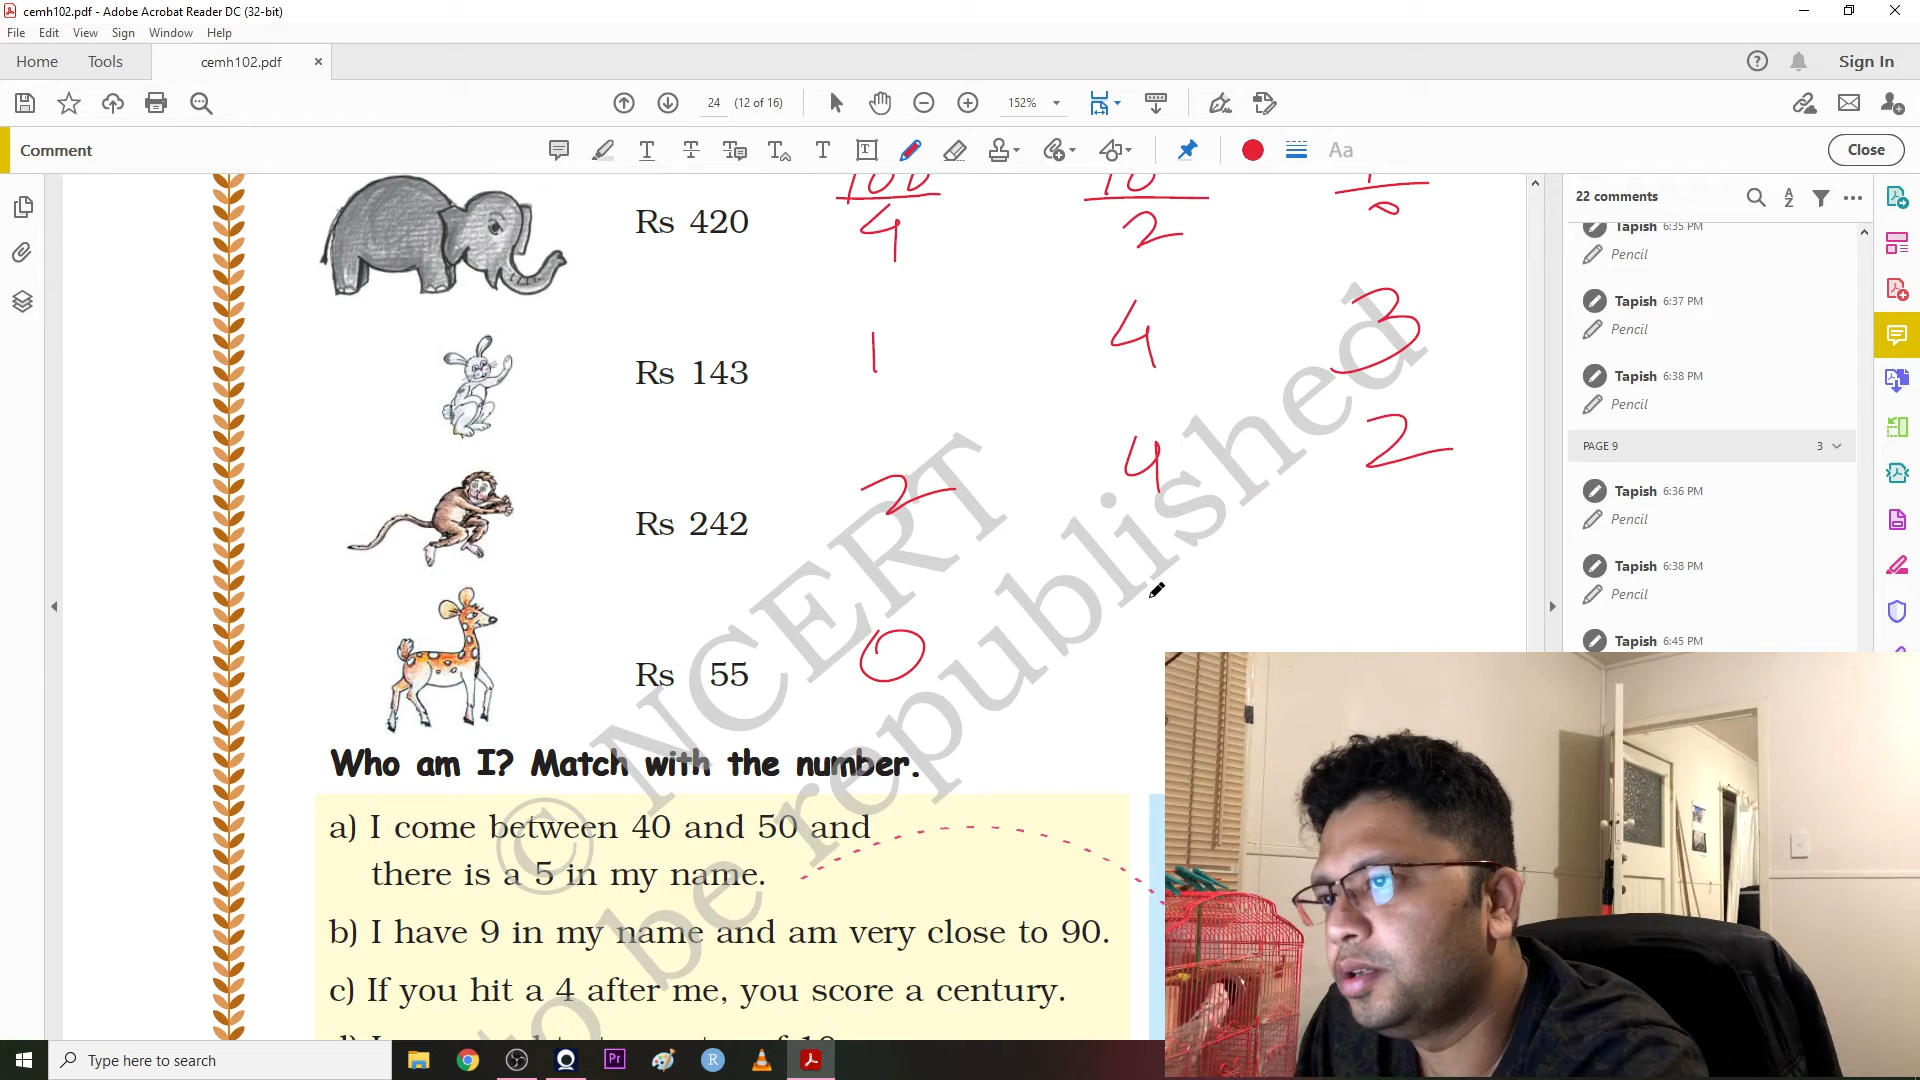 cemh102.pdf - Adobe Acrobat Reader DC (32-bit)
File Edit View Sign Window Help
Home Tools cemh102.pdf × Sign In
24 (12 of 16) 152%
Comment Close
22 comments
Tapish 6:35 PM
Pencil
Tapish 6:37 PM
Pencil
Tapish 6:38 PM
Pencil
PAGE 9 3
Tapish 6:36 PM
Pencil
Tapish 6:38 PM
Pencil
Tapish 6:45 PM
100 10 1
Rs 420 4 2 0
Rs 143 1 4 3
Rs 242 2 4 2
Rs 55 0
Who am I? Match with the number.
a) I come between 40 and 50 and
there is a 5 in my name.
b) I have 9 in my name and am very close to 90.
c) If you hit a 4 after me, you score a century.
© NCERT
to be republished
Type here to search